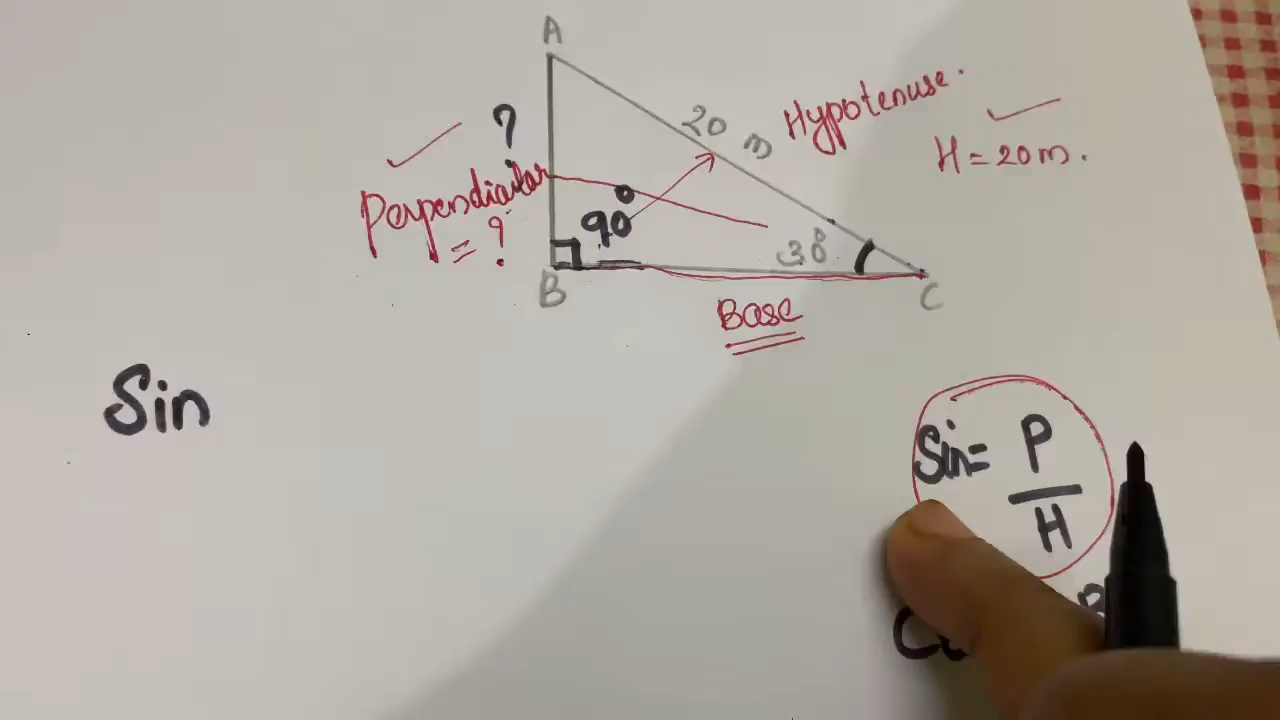 A
?
20 m
Hypotenuse.
H = 20 m.
Perpendicular
= ?
90°
30°
B
C
Base
Sin
Sin = P
H